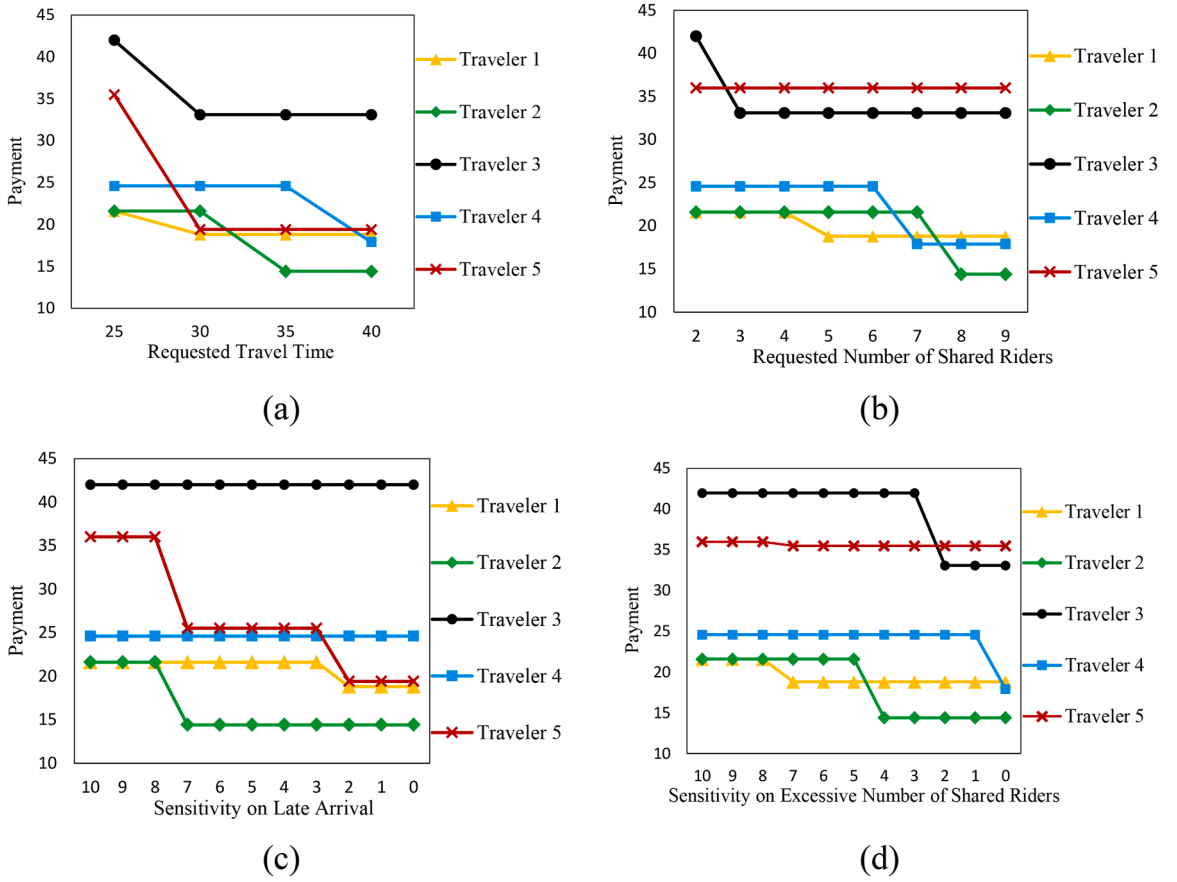 45
40
35
30
25
20
15
10
Payment
25 30 35 40
Requested Travel Time
Traveler 1
Traveler 2
Traveler 3
Traveler 4
Traveler 5
(a)
45
40
35
30
25
20
15
10
Payment
2 3 4 5 6 7 8 9
Requested Number of Shared Riders
Traveler 1
Traveler 2
Traveler 3
Traveler 4
Traveler 5
(b)
45
40
35
30
25
20
15
10
Payment
10 9 8 7 6 5 4 3 2 1 0
Sensitivity on Late Arrival
Traveler 1
Traveler 2
Traveler 3
Traveler 4
Traveler 5
(c)
45
40
35
30
25
20
15
10
Payment
10 9 8 7 6 5 4 3 2 1 0
Sensitivity on Excessive Number of Shared Riders
Traveler 1
Traveler 2
Traveler 3
Traveler 4
Traveler 5
(d)